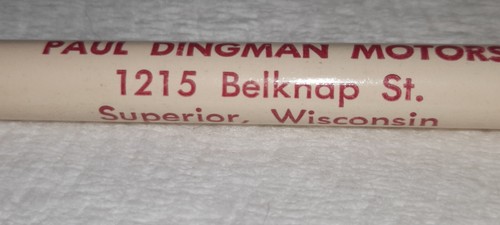 PAUL DINGMAN MOTORS
1215 Belknap St.
Superior, Wisconsin